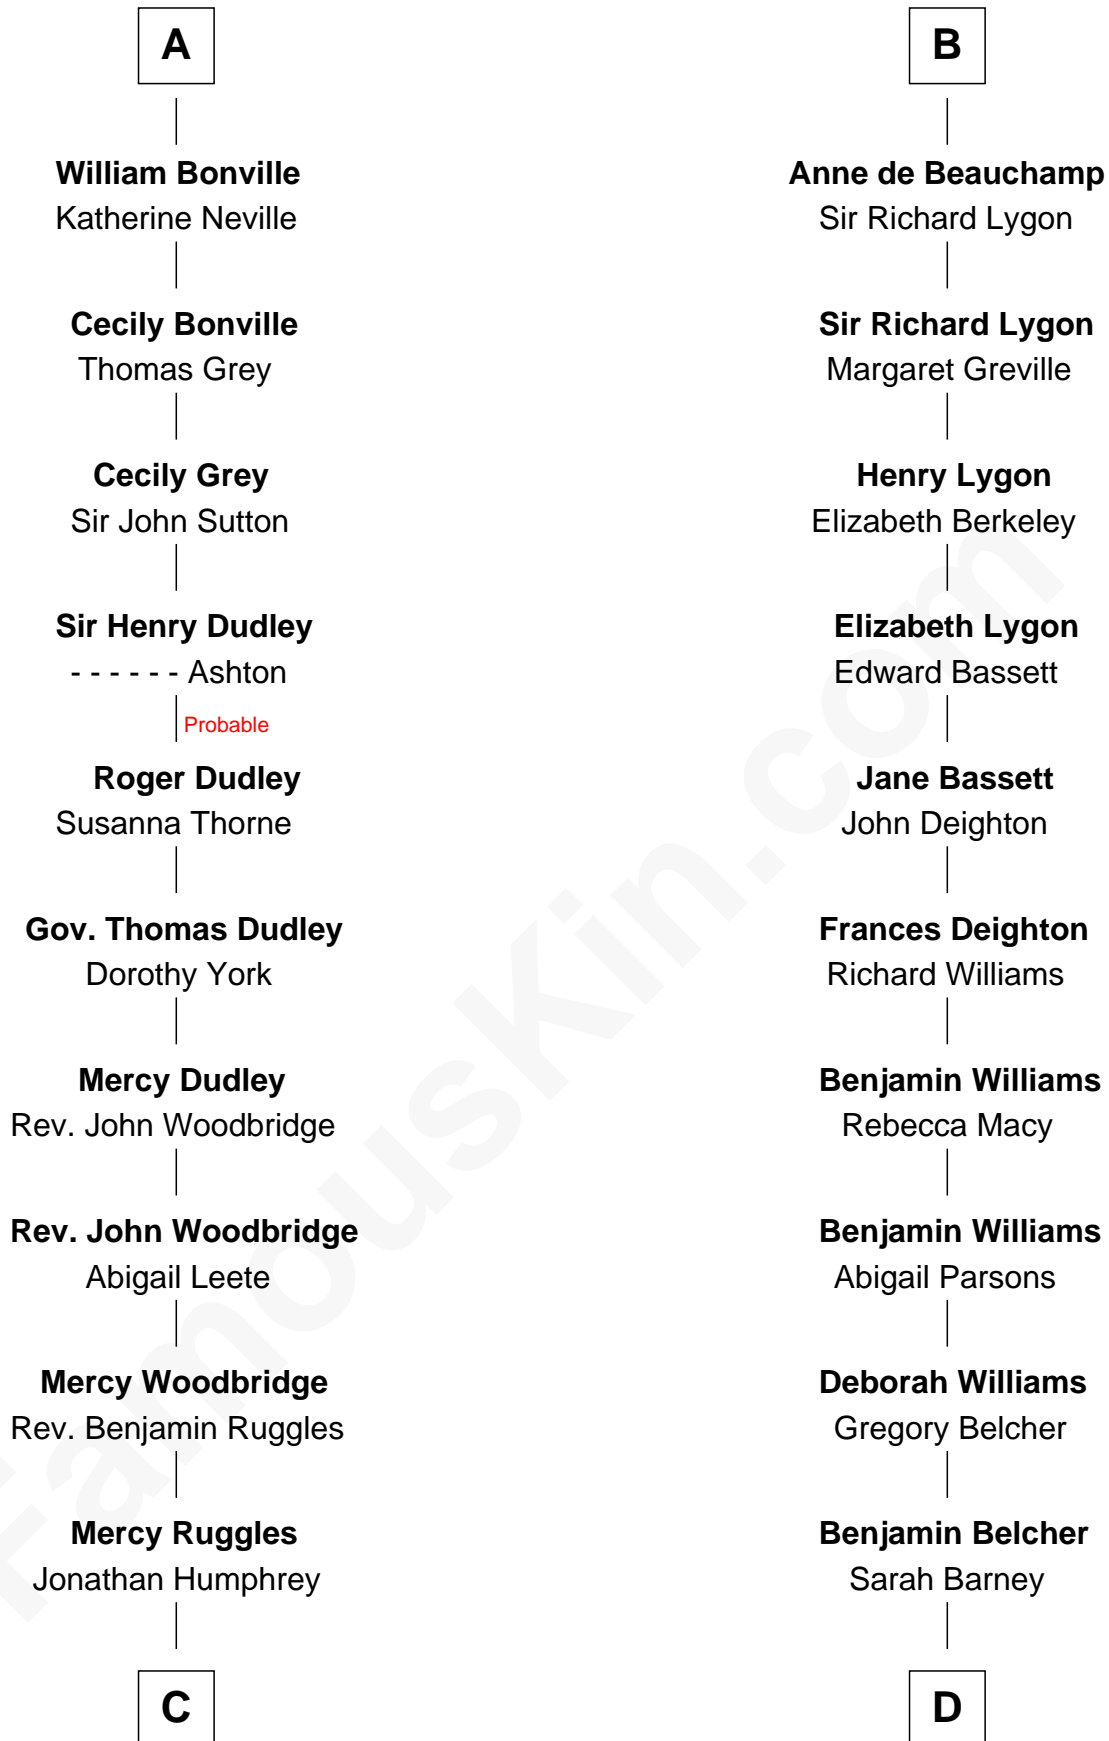 A
William Bonville
Katherine Neville
Cecily Bonville
Thomas Grey
Cecily Grey
Sir John Sutton
Sir Henry Dudley
- - - - - - Ashton
Probable
Roger Dudley
Susanna Thorne
Gov. Thomas Dudley
Dorothy York
Mercy Dudley
Rev. John Woodbridge
Rev. John Woodbridge
Abigail Leete
Mercy Woodbridge
Rev. Benjamin Ruggles
Mercy Ruggles
Jonathan Humphrey
C
B
Anne de Beauchamp
Sir Richard Lygon
Sir Richard Lygon
Margaret Greville
Henry Lygon
Elizabeth Berkeley
Elizabeth Lygon
Edward Bassett
Jane Bassett
John Deighton
Frances Deighton
Richard Williams
Benjamin Williams
Rebecca Macy
Benjamin Williams
Abigail Parsons
Deborah Williams
Gregory Belcher
Benjamin Belcher
Sarah Barney
D
FamousKin.com